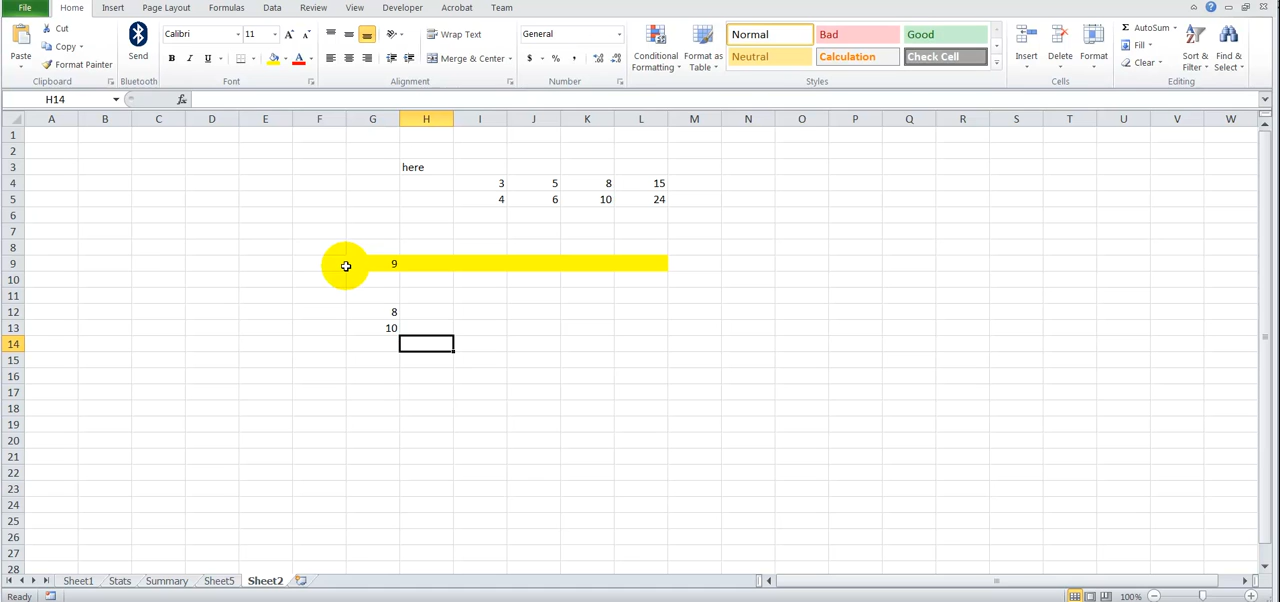 File Home Insert Page Layout Formulas Data Review View Developer Acrobat Team
Paste Cut Copy Format Painter Clipboard
Send Bluetooth
Calibri 11 A A B I U A Font
Wrap Text Merge & Center Alignment
General $ % , Number
Conditional Formatting Format as Table
Normal Bad Good
Neutral Calculation Check Cell
Styles
Insert Delete Format Cells
Σ AutoSum Fill Clear Sort & Filter Find & Select Editing
H14 fx
A B C D E F G H I J K L M N O P Q R S T U V W
1
2
3 here
4 3 5 8 15
5 4 6 10 24
6
7
8
9 9
10
11
12 8
13 10
14
15
16
17
18
19
20
21
22
23
24
25
26
27
28
Sheet1 Stats Summary Sheet5 Sheet2
Ready 100%